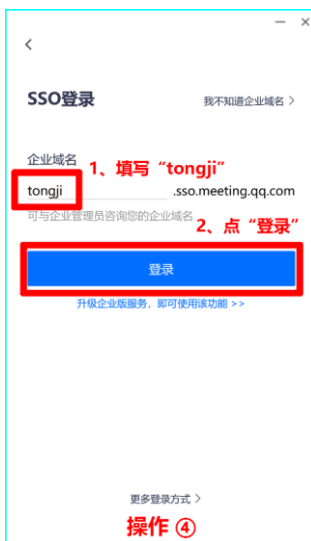 SSO登录 我不知道企业域名 >
企业域名
1、填写“tongji”
tongji .sso.meeting.qq.com
可与企业管理员咨询您的企业域名
2、点“登录”
登录
升级企业版服务，即可使用该功能 >>
更多登录方式 >
操作 ④